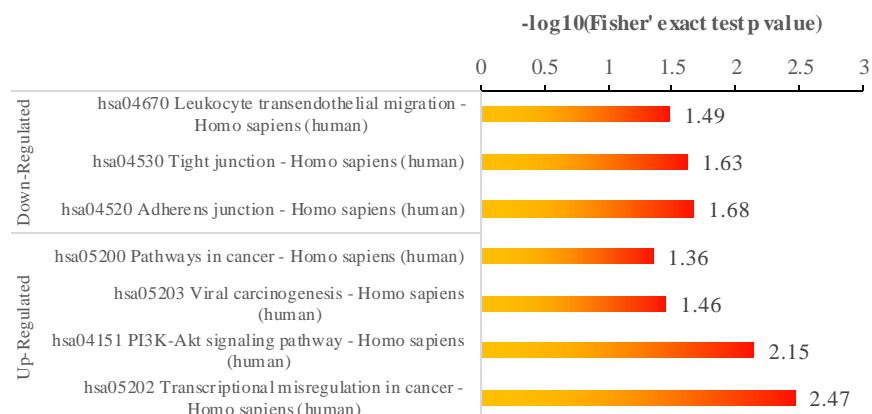 -log10(Fisher' exact test p value)
0 0.5 1 1.5 2 2.5 3
Down-Regulated
hsa04670 Leukocyte transendothelial migration -
Homo sapiens (human)
1.49
hsa04530 Tight junction - Homo sapiens (human)
1.63
hsa04520 Adherens junction - Homo sapiens (human)
1.68
Up-Regulated
hsa05200 Pathways in cancer - Homo sapiens (human)
1.36
hsa05203 Viral carcinogenesis - Homo sapiens
(human)
1.46
hsa04151 PI3K-Akt signaling pathway - Homo sapiens
(human)
2.15
hsa05202 Transcriptional misregulation in cancer -
Homo sapiens (human)
2.47